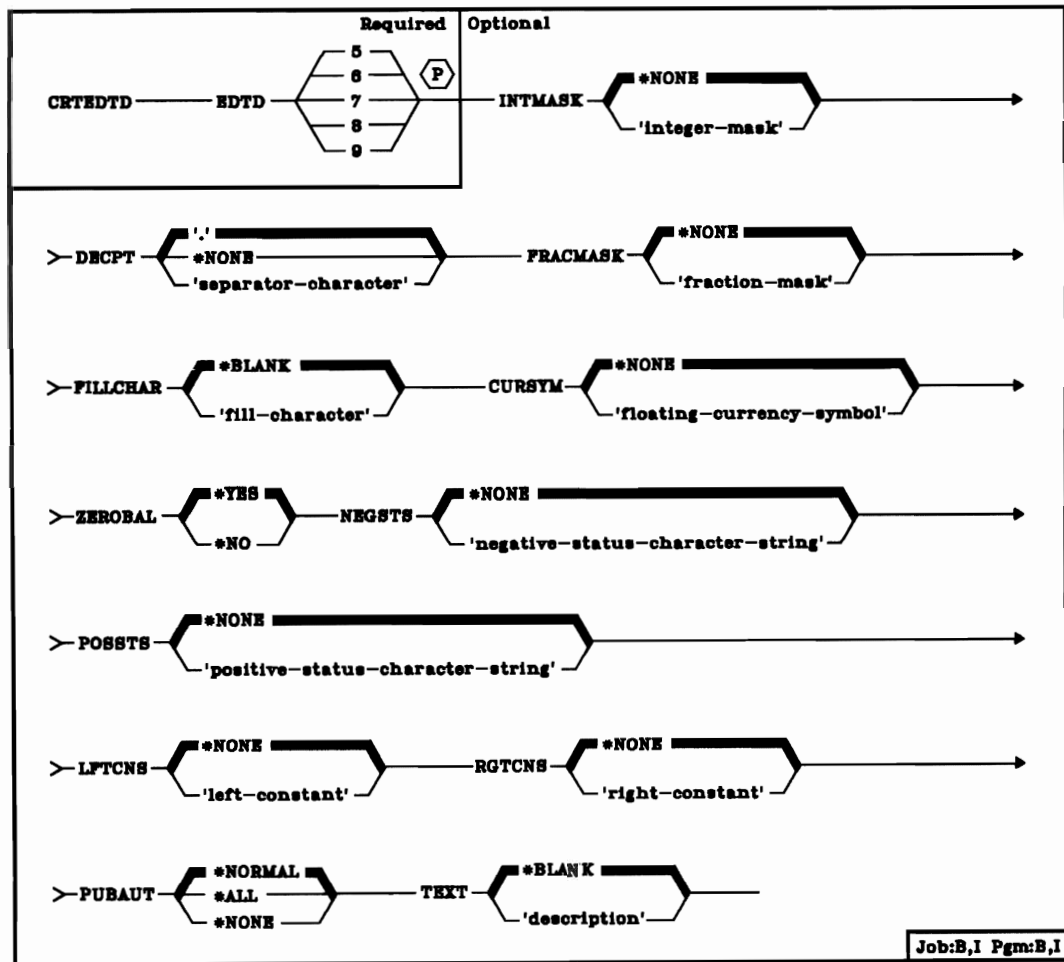 Required Optional
5
6
P
CRTEDTD EDTD 7 INTMASK *NONE
8
'integer-mask'
9
'.'
DECPT *NONE FRACMASK *NONE
'separator-character' 'fraction-mask'
*BLANK *NONE
FILLCHAR CURSYM
'fill-character' 'floating-currency-symbol'
*YES *NONE
ZEROBAL NEGSTS
*NO 'negative-status-character-string'
*NONE
POSSTS
'positive-status-character-string'
*NONE *NONE
LFTCNS RGTCNS
'left-constant' 'right-constant'
*NORMAL *BLANK
PUBAUT *ALL TEXT
*NONE 'description'
Job:B,I Pgm:B,I